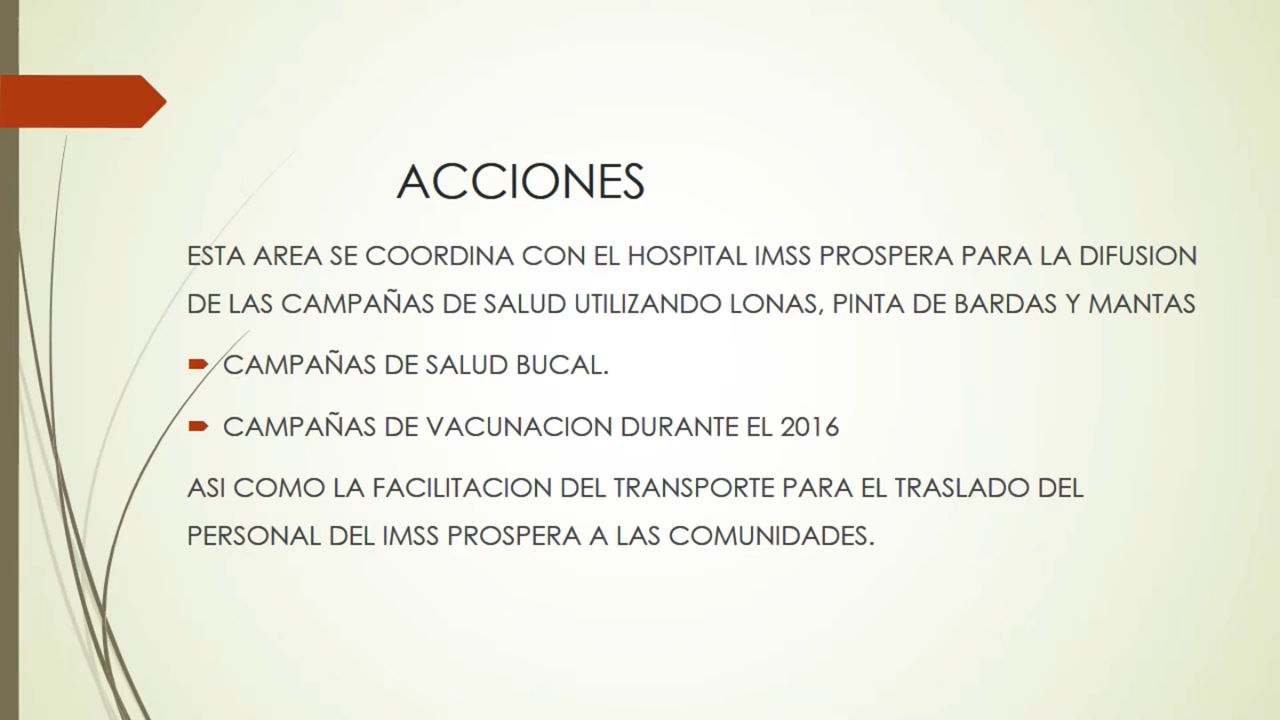 ACCIONES
ESTA AREA SE COORDINA CON EL HOSPITAL IMSS PROSPERA PARA LA DIFUSION
DE LAS CAMPAÑAS DE SALUD UTILIZANDO LONAS, PINTA DE BARDAS Y MANTAS
CAMPAÑAS DE SALUD BUCAL.
CAMPAÑAS DE VACUNACION DURANTE EL 2016
ASI COMO LA FACILITACION DEL TRANSPORTE PARA EL TRASLADO DEL
PERSONAL DEL IMSS PROSPERA A LAS COMUNIDADES.